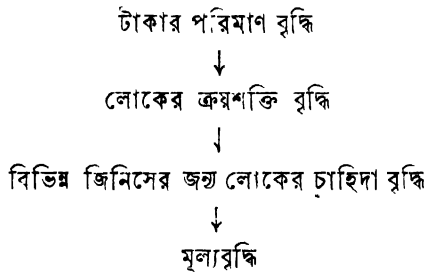 টাকার পরিমাণ বৃদ্ধি
লোকের ক্রয়শক্তি বৃদ্ধি
বিভিন্ন জিনিসের জন্য লোকের চাহিদা বৃদ্ধি
মূল্যবৃদ্ধি